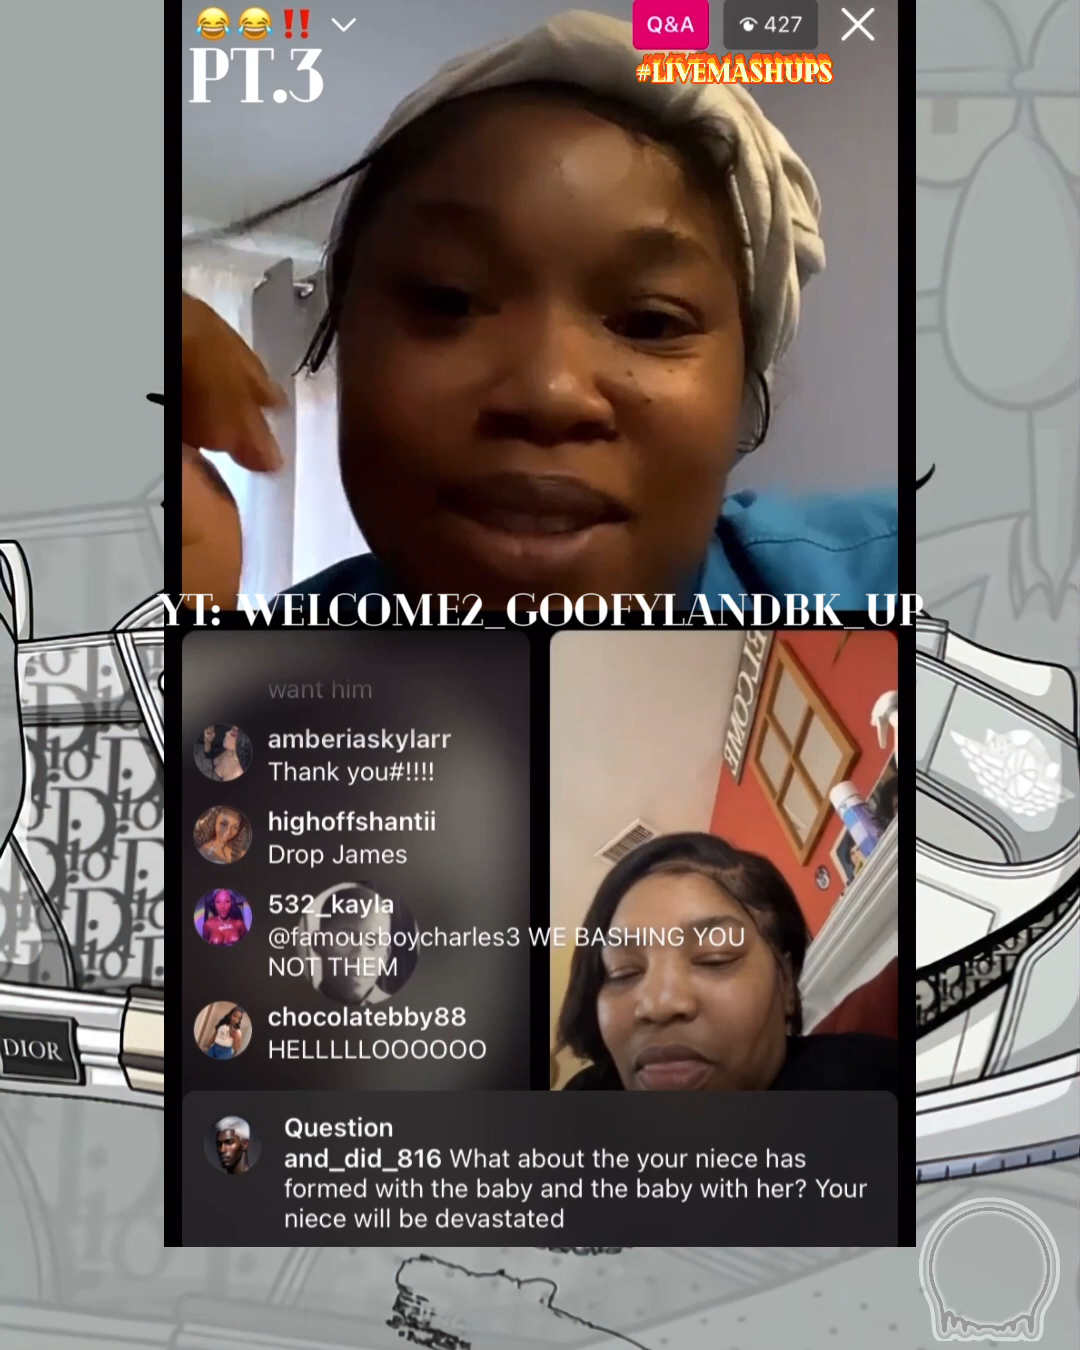 😂😂‼️
Q&A
427
PT.3
#LIVEMASHUPS
YT: WELCOME2_GOOFYLANDBK_UP
want him
amberiaskylarr
Thank you#!!!!
highoffshantii
Drop James
532_kayla
@famousboycharles3 WE BASHING YOU
NOT THEM
chocolatebby88
HELLLLLOOOOOO
Question
and_did_816 What about the your niece has
formed with the baby and the baby with her? Your
niece will be devastated
DIOR